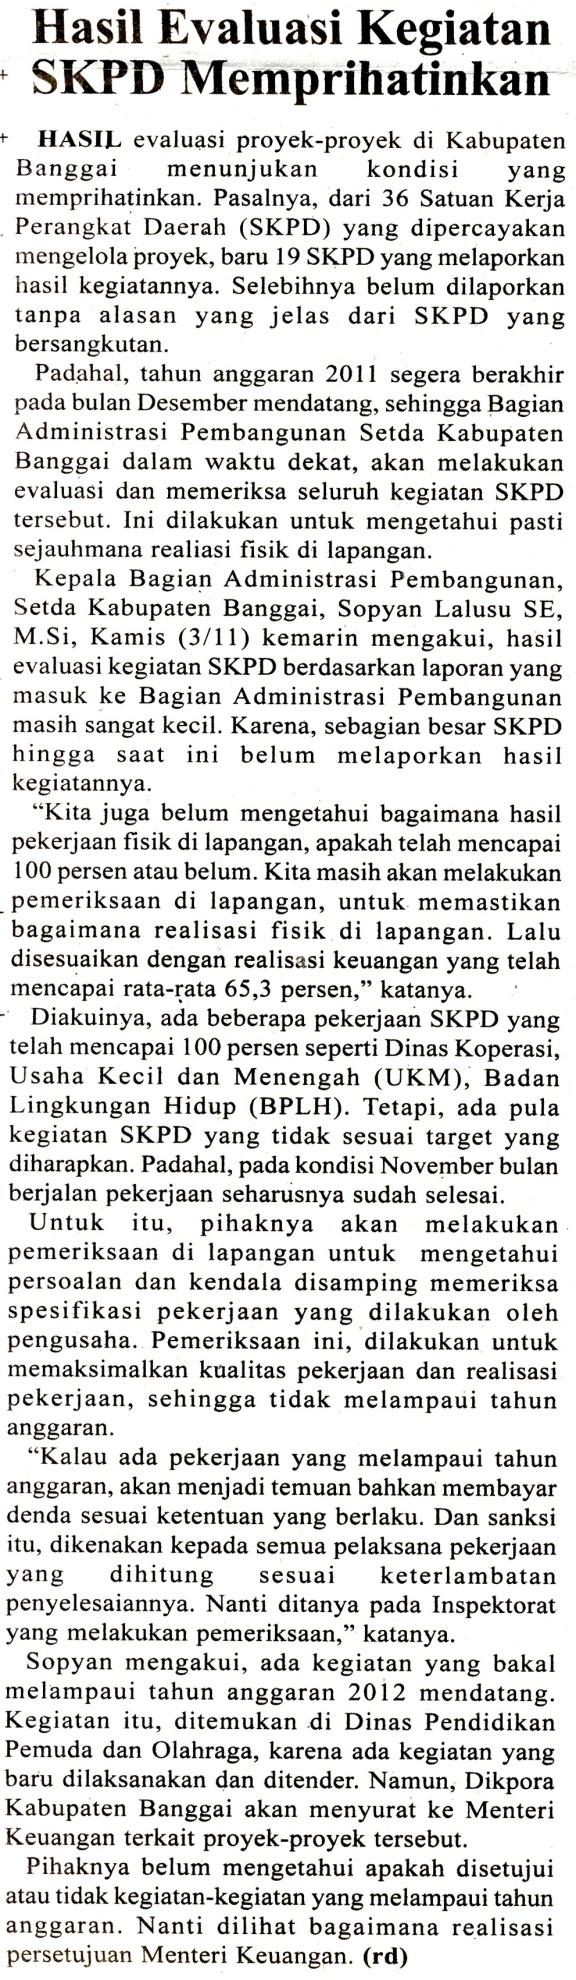 Hasil Evaluasi Kegiatan
SKPD Memprihatinkan
HASIL evaluasi proyek-proyek di Kabupaten
Banggai menunjukan kondisi yang
memprihatinkan. Pasalnya, dari 36 Satuan Kerja
Perangkat Daerah (SKPD) yang dipercayakan
mengelola proyek, baru 19 SKPD yang melaporkan
hasil kegiatannya. Selebihnya belum dilaporkan
tanpa alasan yang jelas dari SKPD yang
bersangkutan.
Padahal, tahun anggaran 2011 segera berakhir
pada bulan Desember mendatang, sehingga Bagian
Administrasi Pembangunan Setda Kabupaten
Banggai dalam waktu dekat, akan melakukan
evaluasi dan memeriksa seluruh kegiatan SKPD
tersebut. Ini dilakukan untuk mengetahui pasti
sejauhmana realiasi fisik di lapangan.
Kepala Bagian Administrasi Pembangunan,
Setda Kabupaten Banggai, Sopyan Lalusu SE,
M.Si, Kamis (3/11) kemarin mengakui, hasil
evaluasi kegiatan SKPD berdasarkan laporan yang
masuk ke Bagian Administrasi Pembangunan
masih sangat kecil. Karena, sebagian besar SKPD
hingga saat ini belum melaporkan hasil
kegiatannya.
“Kita juga belum mengetahui bagaimana hasil
pekerjaan fisik di lapangan, apakah telah mencapai
100 persen atau belum. Kita masih akan melakukan
pemeriksaan di lapangan, untuk memastikan
bagaimana realisasi fisik di lapangan. Lalu
disesuaikan dengan realisasi keuangan yang telah
mencapai rata-rata 65,3 persen,” katanya.
Diakuinya, ada beberapa pekerjaan SKPD yang
telah mencapai 100 persen seperti Dinas Koperasi,
Usaha Kecil dan Menengah (UKM), Badan
Lingkungan Hidup (BPLH). Tetapi, ada pula
kegiatan SKPD yang tidak sesuai target yang
diharapkan. Padahal, pada kondisi November bulan
berjalan pekerjaan seharusnya sudah selesai.
Untuk itu, pihaknya akan melakukan
pemeriksaan di lapangan untuk mengetahui
persoalan dan kendala disamping memeriksa
spesifikasi pekerjaan yang dilakukan oleh
pengusaha. Pemeriksaan ini, dilakukan untuk
memaksimalkan kualitas pekerjaan dan realisasi
pekerjaan, sehingga tidak melampaui tahun
anggaran.
“Kalau ada pekerjaan yang melampaui tahun
anggaran, akan menjadi temuan bahkan membayar
denda sesuai ketentuan yang berlaku. Dan sanksi
itu, dikenakan kepada semua pelaksana pekerjaan
yang dihitung sesuai keterlambatan
penyelesaiannya. Nanti ditanya pada Inspektorat
yang melakukan pemeriksaan,” katanya.
Sopyan mengakui, ada kegiatan yang bakal
melampaui tahun anggaran 2012 mendatang.
Kegiatan itu, ditemukan di Dinas Pendidikan
Pemuda dan Olahraga, karena ada kegiatan yang
baru dilaksanakan dan ditender. Namun, Dikpora
Kabupaten Banggai akan menyurat ke Menteri
Keuangan terkait proyek-proyek tersebut.
Pihaknya belum mengetahui apakah disetujui
atau tidak kegiatan-kegiatan yang melampaui tahun
anggaran. Nanti dilihat bagaimana realisasi
persetujuan Menteri Keuangan. (rd)